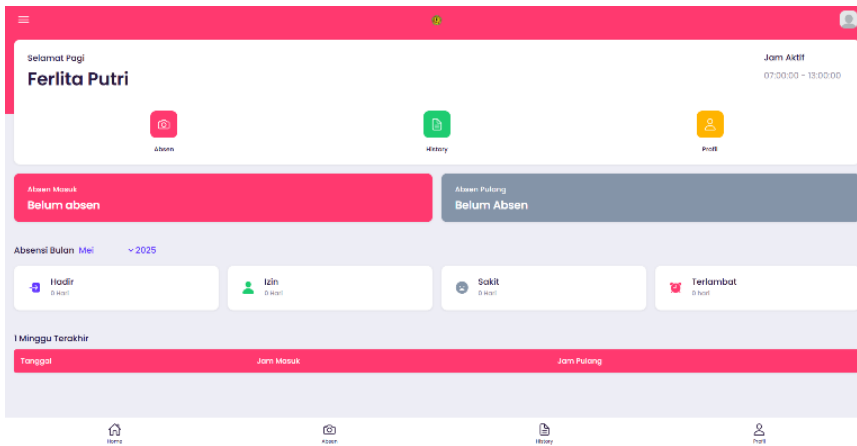 Selamat Pagi
Ferlita Putri
Jam Aktif
07:00:00 - 13:00:00
Absen
History
Profil
Absen Masuk
Belum absen
Absen Pulang
Belum Absen
Absensi Bulan Mei 2025
Hadir
0 Hari
Izin
0 Hari
Sakit
0 Hari
Terlambat
0 hari
1 Minggu Terakhir
Tanggal Jam Masuk Jam Pulang
Home Absen History Profil